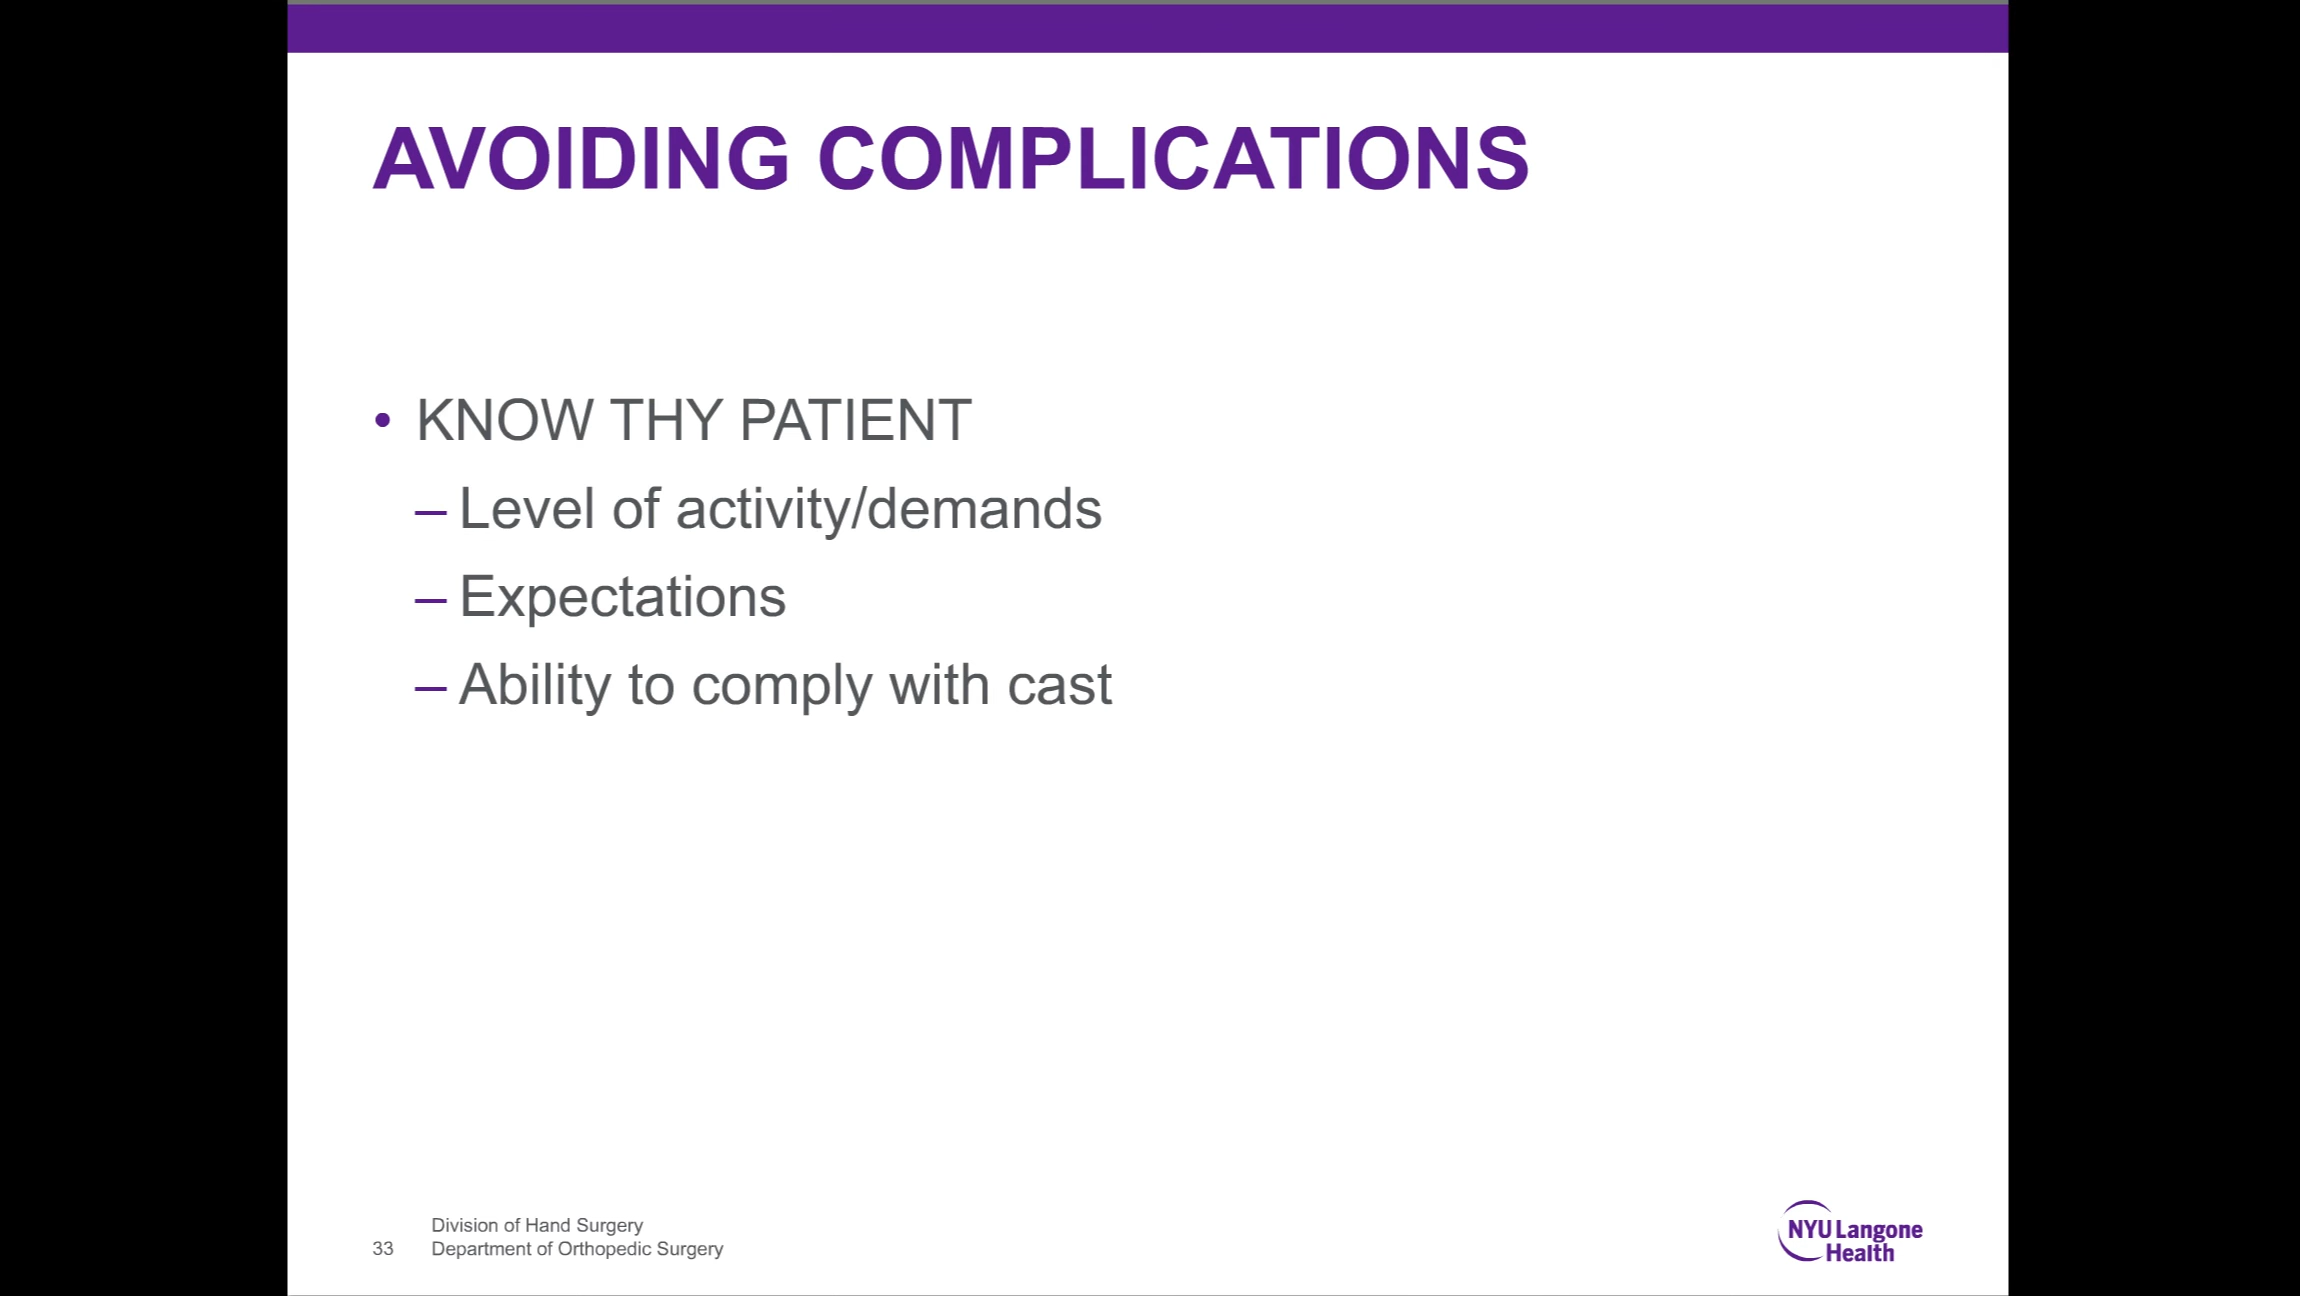 AVOIDING COMPLICATIONS
• KNOW THY PATIENT
– Level of activity/demands
– Expectations
– Ability to comply with cast
Division of Hand Surgery
33 Department of Orthopedic Surgery
NYU Langone
Health